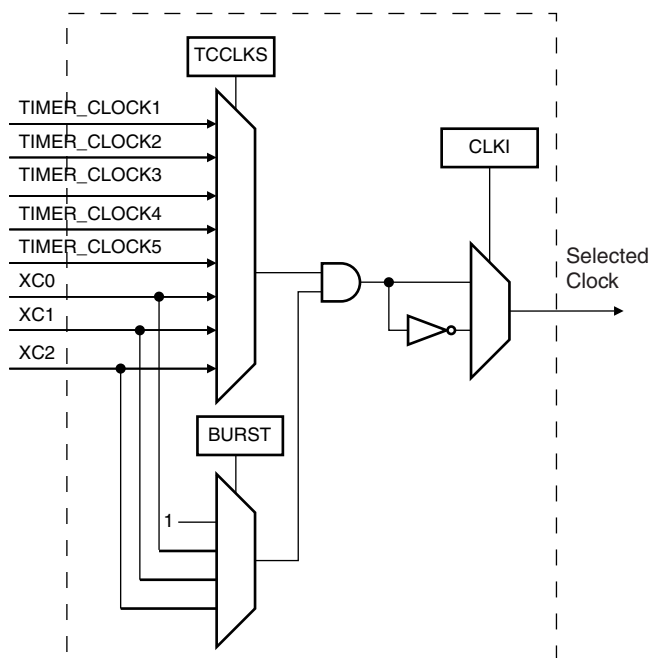 TCCLKS
TIMER_CLOCK1
TIMER_CLOCK2
TIMER_CLOCK3
TIMER_CLOCK4
TIMER_CLOCK5
XC0
XC1
XC2
CLKI
Selected
Clock
BURST
1